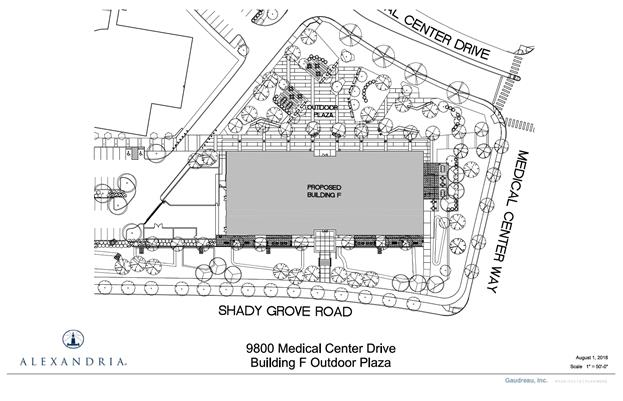 AL CENTER DRIVE
OUTDOOR
PLAZA
PROPOSED
BUILDING F
MEDICAL CENTER WAY
SHADY GROVE ROAD
ALEXANDRIA.
9800 Medical Center Drive
Building F Outdoor Plaza
August 1, 2018
Scale 1" = 50'-0"
Gaudreau, Inc.